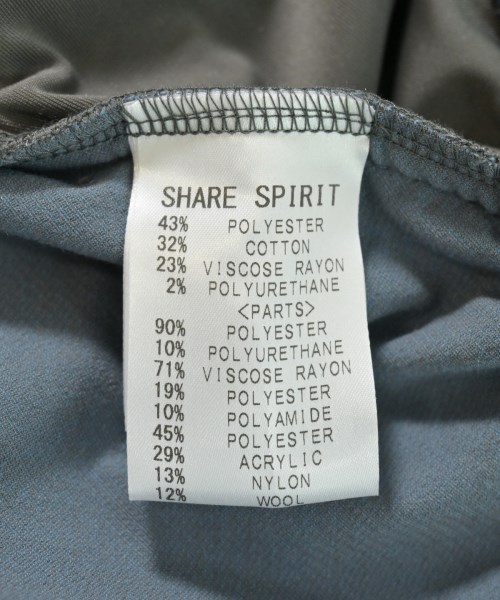 SHARE SPIRIT
43% POLYESTER
32% COTTON
23% VISCOSE RAYON
2% POLYURETHANE
<PARTS>
90% POLYESTER
10% POLYURETHANE
71% VISCOSE RAYON
19% POLYESTER
10% POLYAMIDE
45% POLYESTER
29% ACRYLIC
13% NYLON
12% WOOL